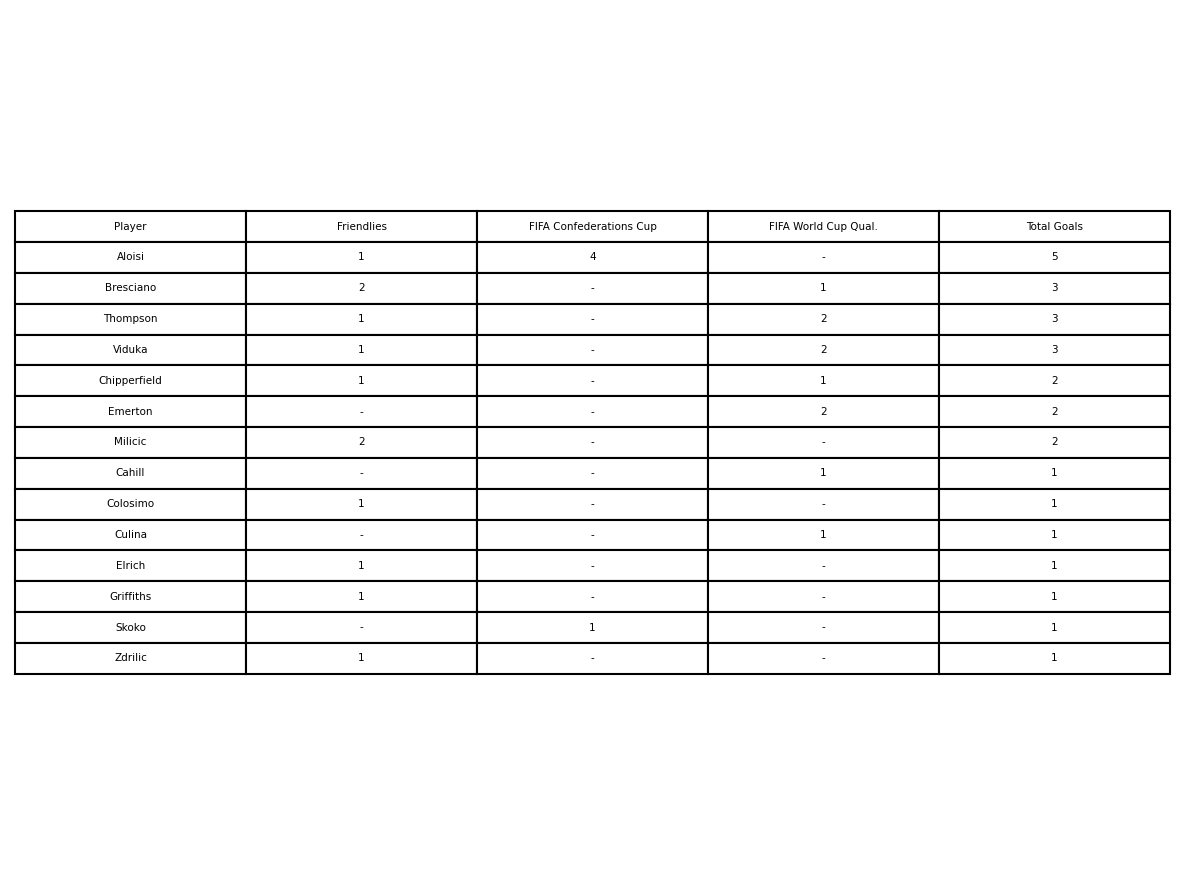 Player Friendlies FIFA Confederations Cup FIFA World Cup Qual. Total Goals
Aloisi 1 4 - 5
Bresciano 2 - 1 3
Thompson 1 - 2 3
Viduka 1 - 2 3
Chipperfield 1 - 1 2
Emerton - - 2 2
Milicic 2 - - 2
Cahill - - 1 1
Colosimo 1 - - 1
Culina - - 1 1
Elrich 1 - - 1
Griffiths 1 - - 1
Skoko - 1 - 1
Zdrilic 1 - - 1